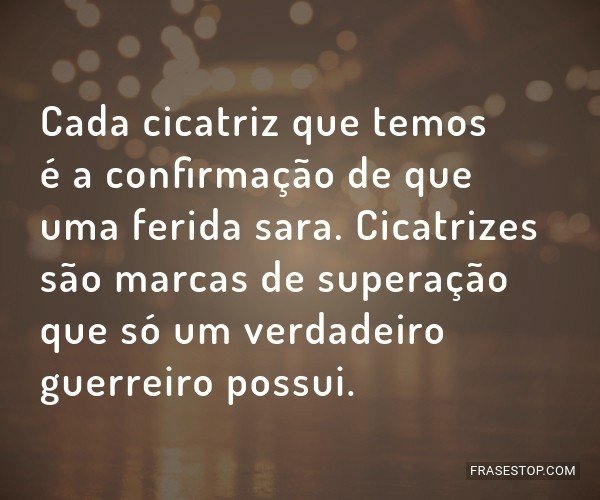 Cada cicatriz que temos
é a confirmação de que
uma ferida sara. Cicatrizes
são marcas de superação
que só um verdadeiro
guerreiro possui.
FRASESTOP.COM